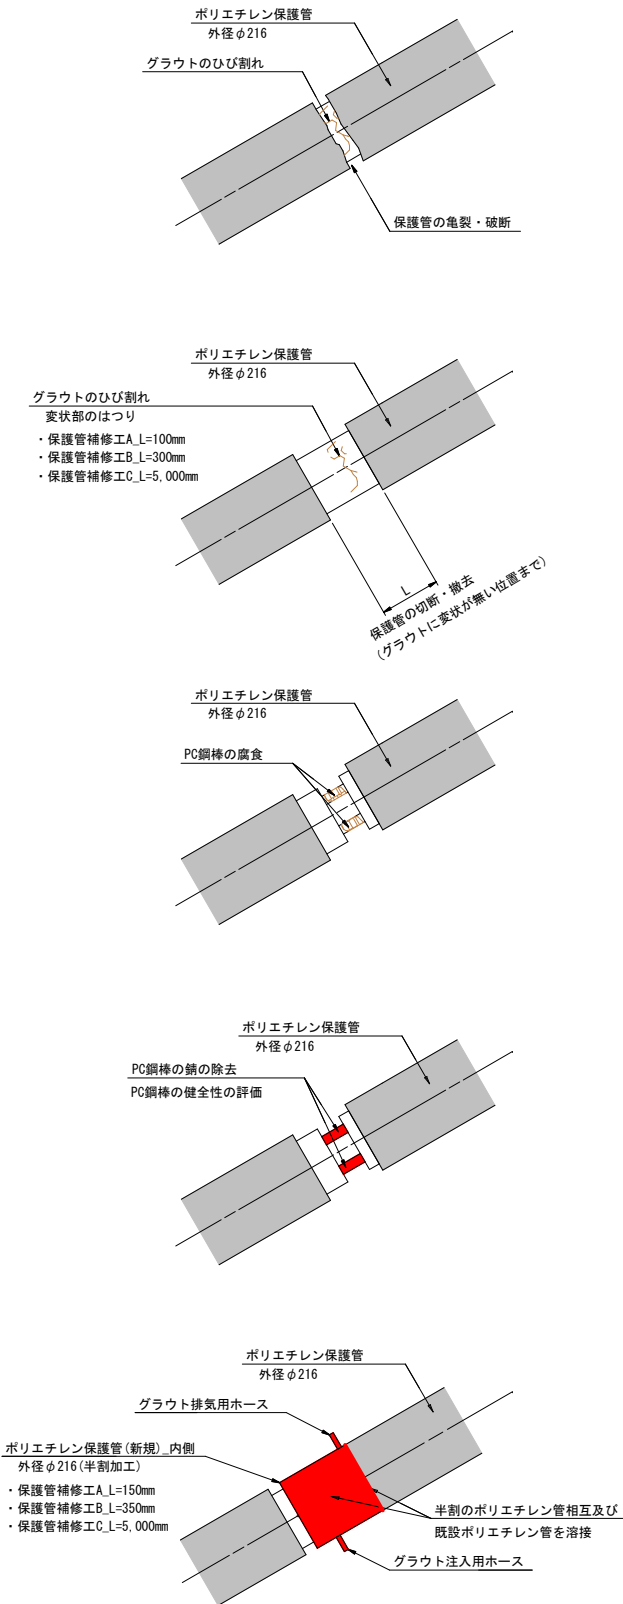 ポリエチレン保護管
外径φ216
グラウトのひび割れ
保護管の亀裂・破断
ポリエチレン保護管
外径φ216
グラウトのひび割れ
変状部のはつり
・保護管補修工A_L=100mm
・保護管補修工B_L=300mm
・保護管補修工C_L=5,000mm
L
保護管の切断・撤去
(グラウトに変状が無い位置まで)
ポリエチレン保護管
外径φ216
PC鋼棒の腐食
ポリエチレン保護管
外径φ216
PC鋼棒の錆の除去
PC鋼棒の健全性の評価
ポリエチレン保護管
外径φ216
グラウト排気用ホース
ポリエチレン保護管(新規)_内側
外径φ216(半割加工)
・保護管補修工A_L=150mm
・保護管補修工B_L=350mm
・保護管補修工C_L=5,000mm
半割のポリエチレン管相互及び
既設ポリエチレン管を溶接
グラウト注入用ホース